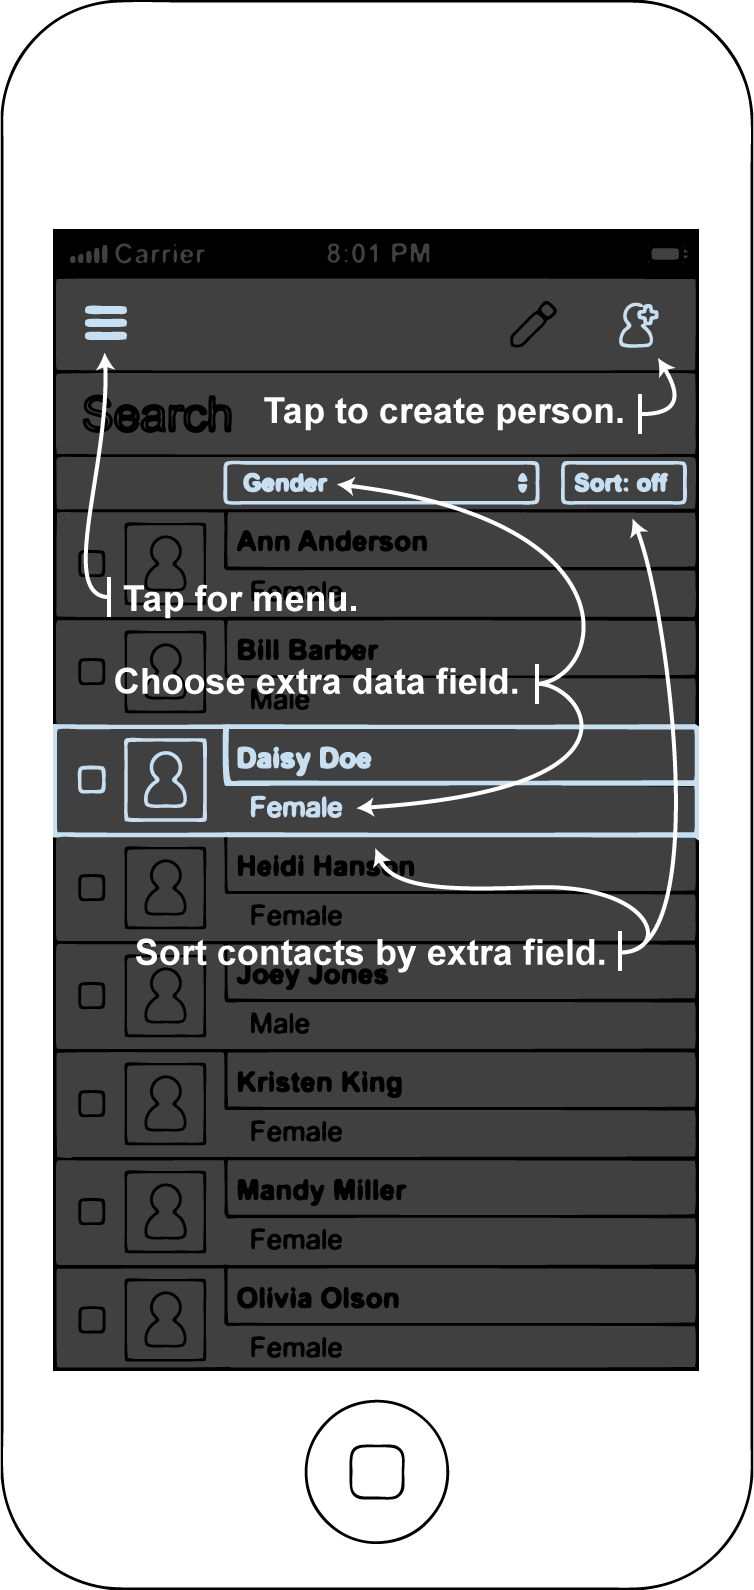 Carrier 8:01 PM
Search
Tap to create person.
Gender Sort: off
Ann Anderson
Female
Tap for menu.
Bill Barber
Choose extra data field.
Male
Daisy Doe
Female
Heidi Hanson
Female
Sort contacts by extra field.
Joey Jones
Male
Kristen King
Female
Mandy Miller
Female
Olivia Olson
Female